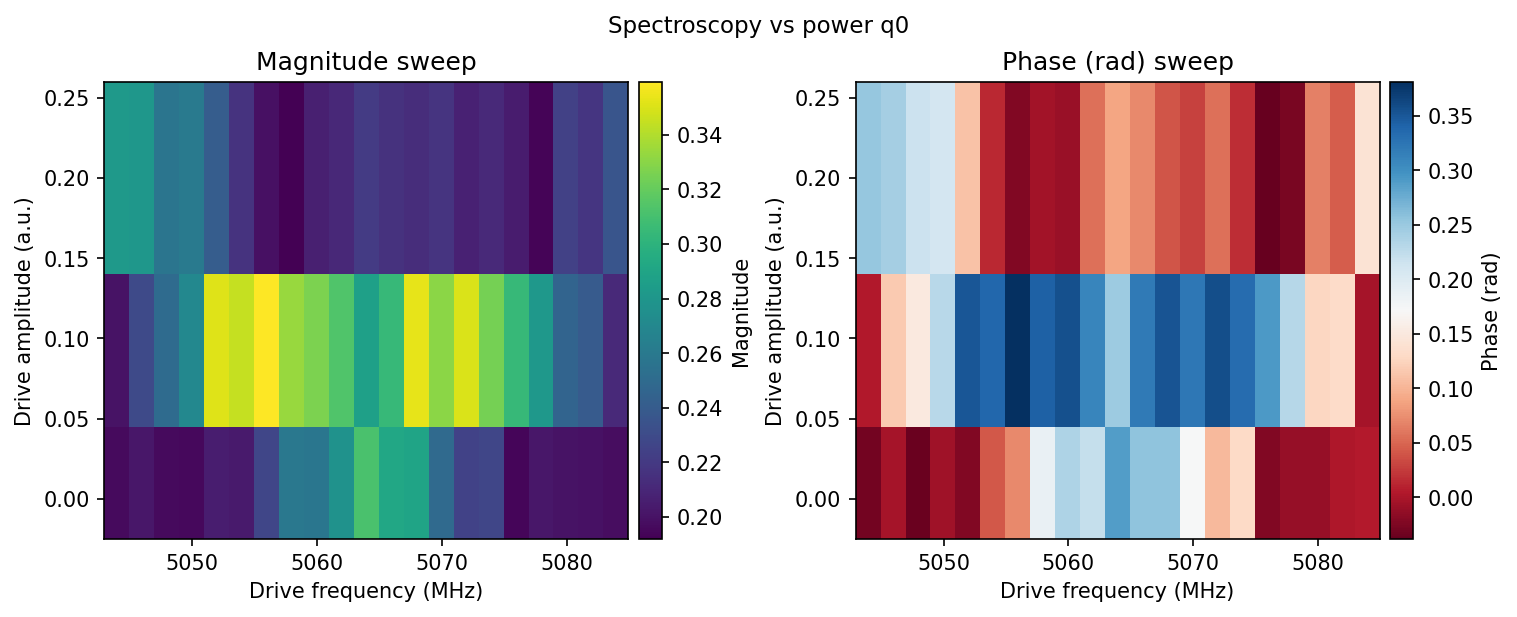 Spectroscopy vs power q0
Magnitude sweep
Drive amplitude (a.u.)
0.25
0.20
0.15
0.10
0.05
0.00
5050 5060 5070 5080
Drive frequency (MHz)
0.34
0.32
0.30
0.28
0.26
0.24
0.22
0.20
Magnitude
Phase (rad) sweep
Drive amplitude (a.u.)
0.25
0.20
0.15
0.10
0.05
0.00
5050 5060 5070 5080
Drive frequency (MHz)
0.35
0.30
0.25
0.20
0.15
0.10
0.05
0.00
Phase (rad)